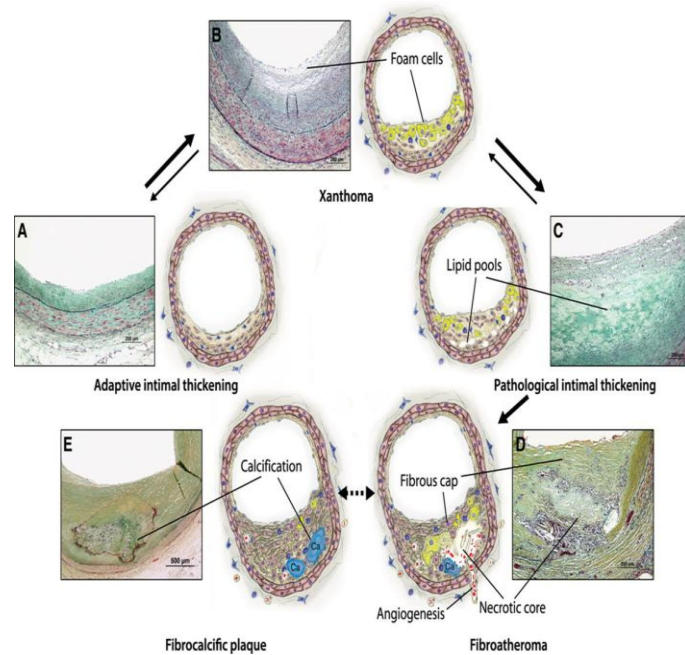 B
Foam cells
Xanthoma
A
Adaptive intimal thickening
C
Lipid pools
Pathological intimal thickening
E
500 µm
Calcification
Ca
Ca
Fibrocalcific plaque
D
Fibrous cap
Ca
Necrotic core
Angiogenesis
Fibroatheroma